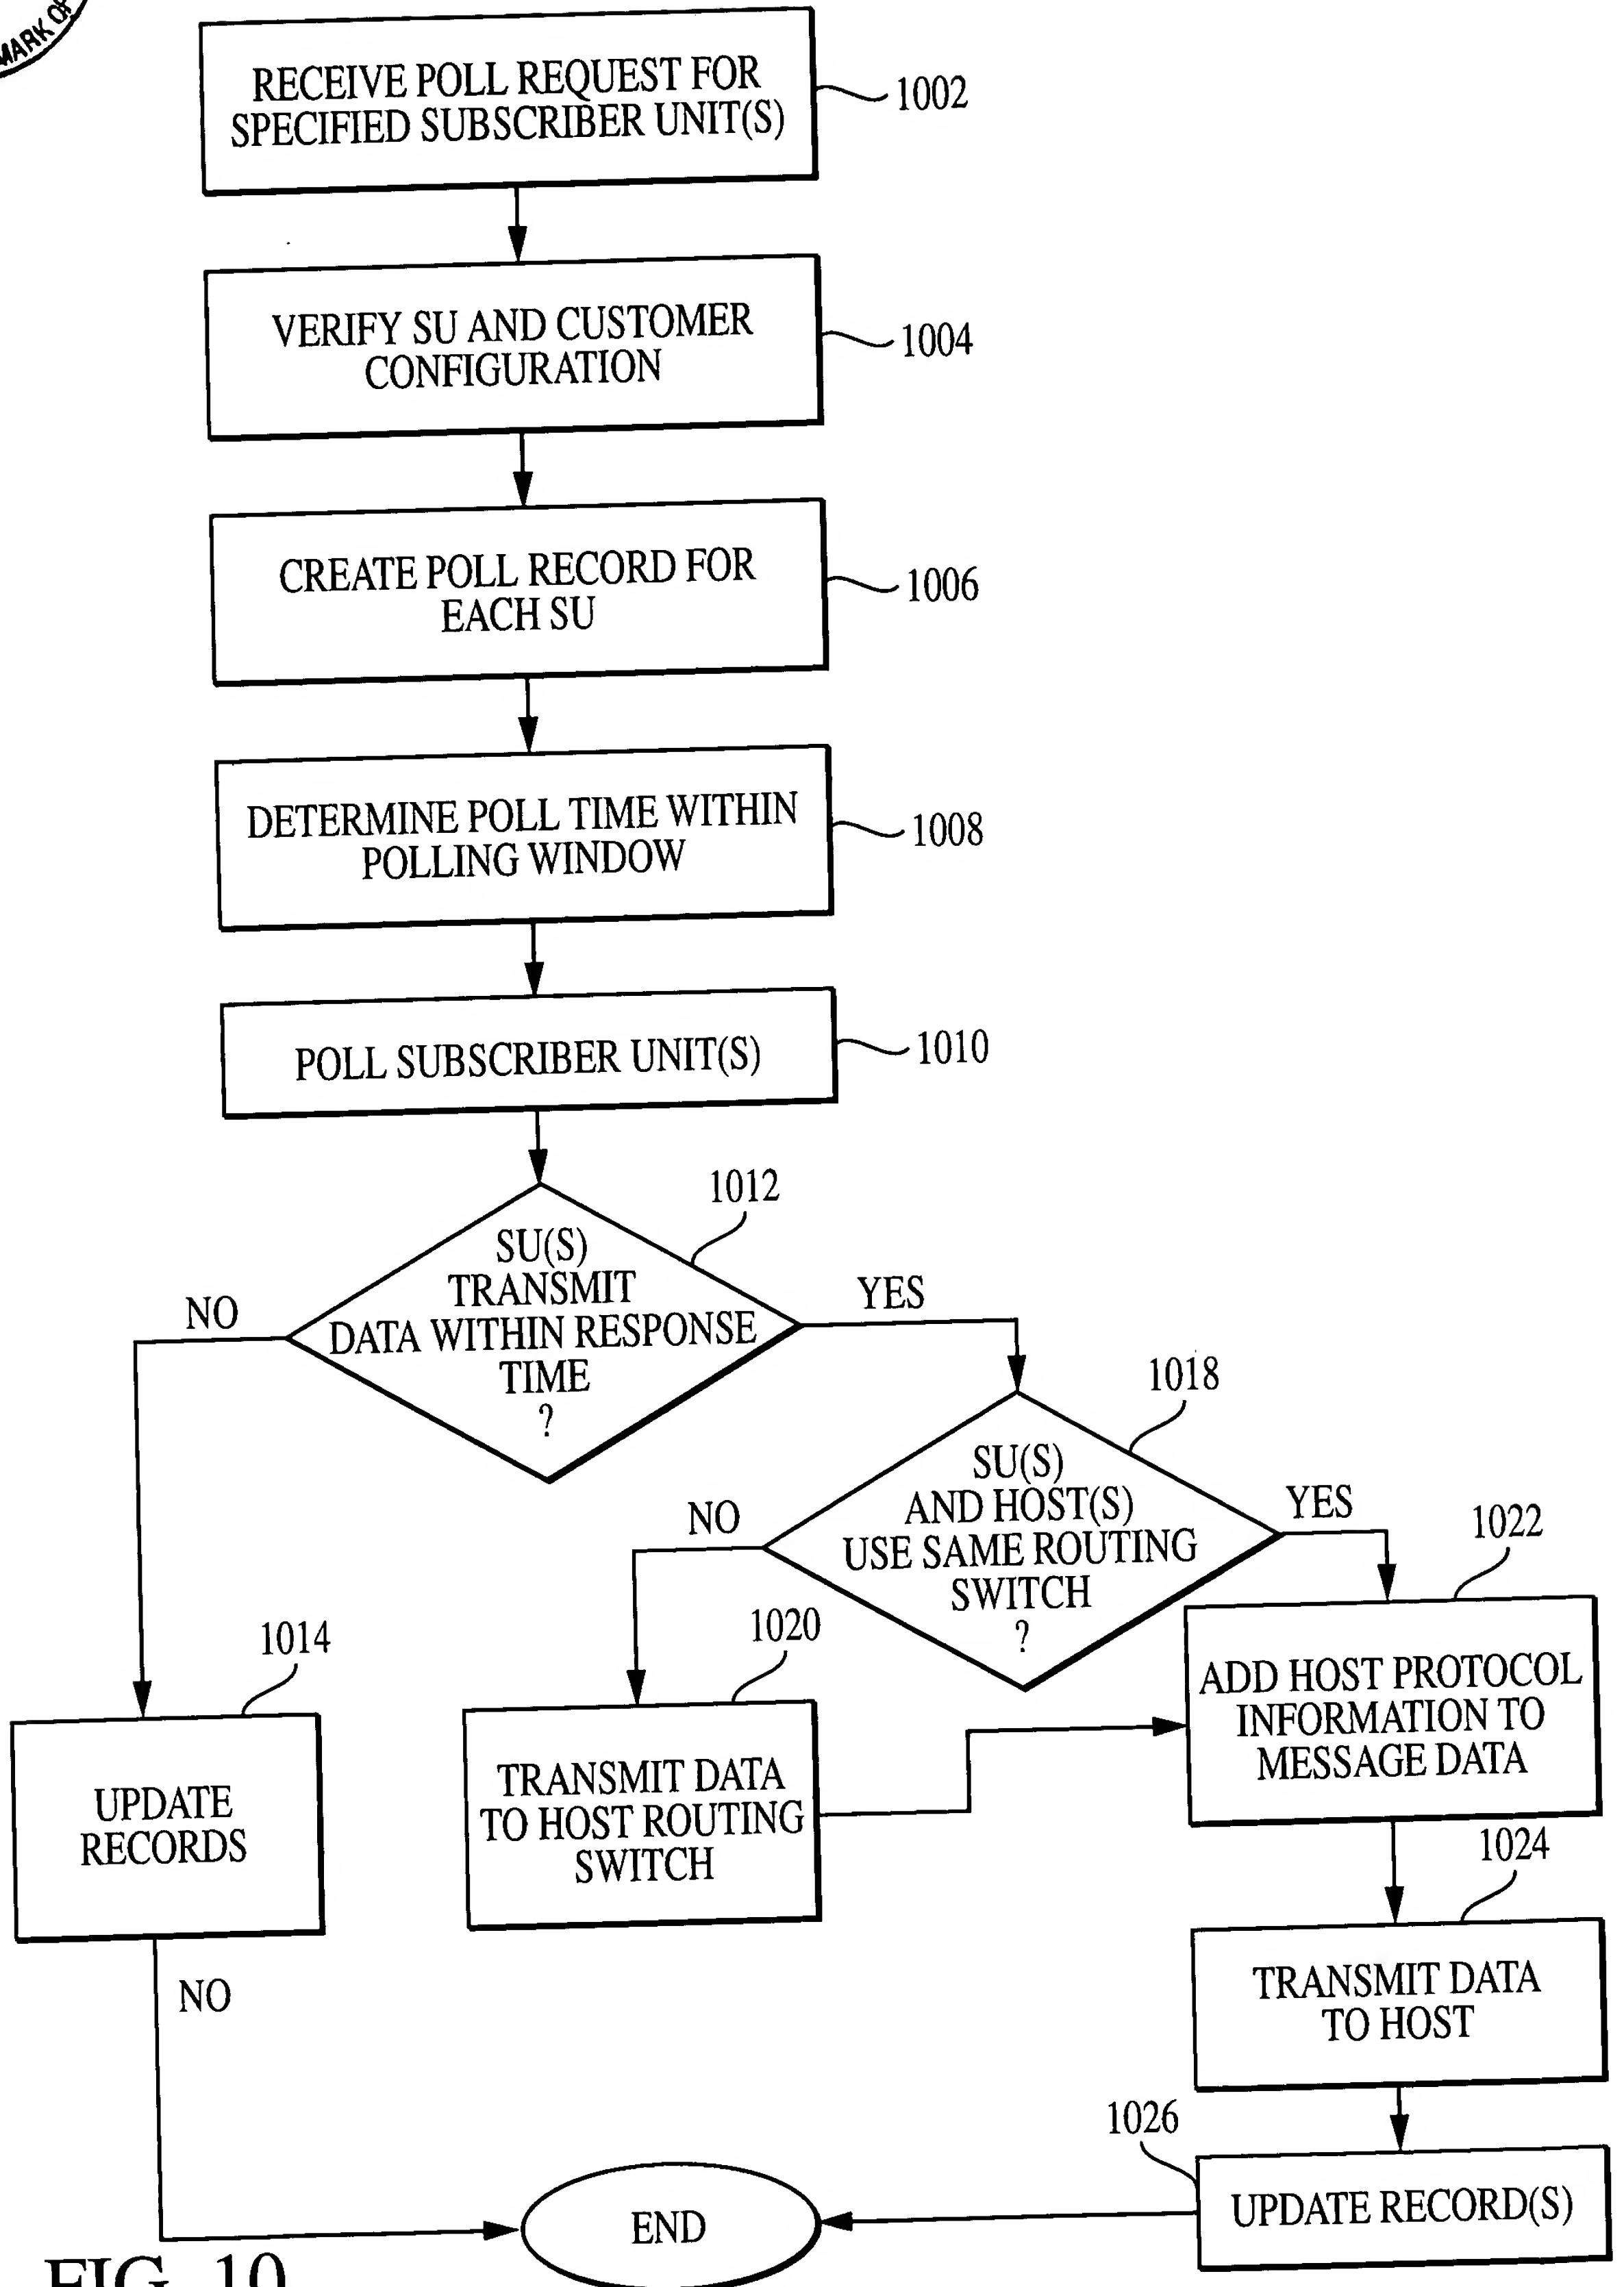 MARK OF
RECEIVE POLL REQUEST FOR
SPECIFIED SUBSCRIBER UNIT(S)
1002
VERIFY SU AND CUSTOMER
CONFIGURATION
1004
CREATE POLL RECORD FOR
EACH SU
1006
DETERMINE POLL TIME WITHIN
POLLING WINDOW
1008
POLL SUBSCRIBER UNIT(S)
1010
1012
SU(S)
TRANSMIT
DATA WITHIN RESPONSE
TIME
?
NO
YES
1018
SU(S)
AND HOST(S)
USE SAME ROUTING
SWITCH
?
NO
YES
1014
UPDATE
RECORDS
NO
1020
TRANSMIT DATA
TO HOST ROUTING
SWITCH
1022
ADD HOST PROTOCOL
INFORMATION TO
MESSAGE DATA
1024
TRANSMIT DATA
TO HOST
1026
UPDATE RECORD(S)
END
FIG. 10